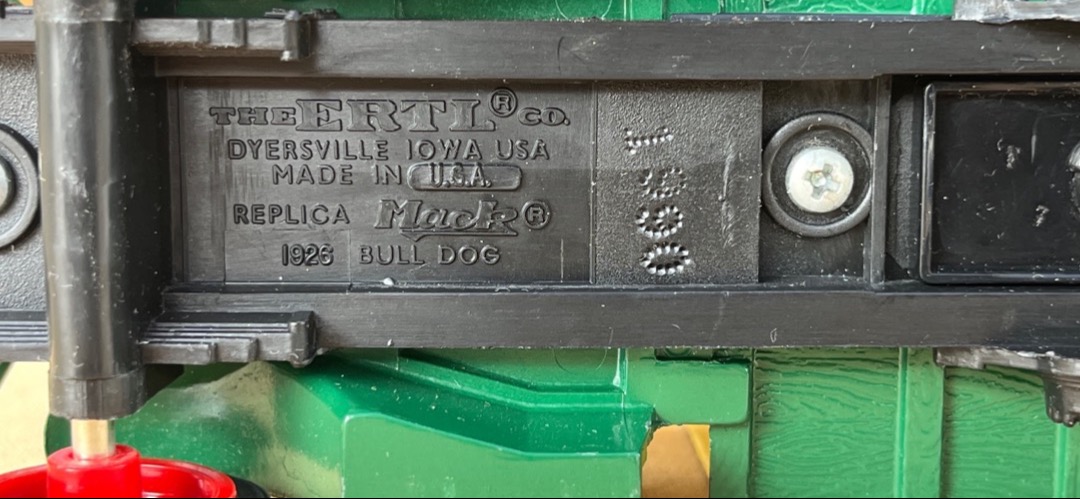 THE ERTL® CO.
DYERSVILLE IOWA USA
MADE IN U.S.A.
REPLICA Mack®
1926 BULL DOG